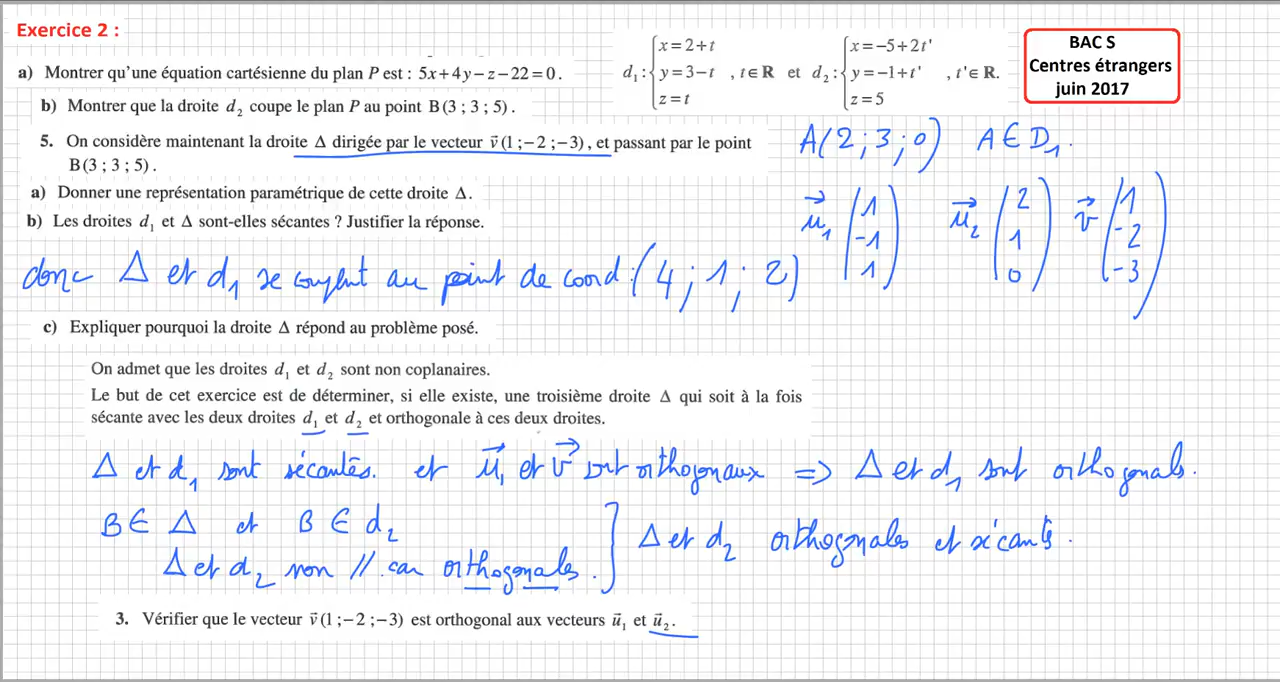 Exercice 2 :
a) Montrer qu'une équation cartésienne du plan P est : 5x+4y−z−22=0.
b) Montrer que la droite d₂ coupe le plan P au point B(3 ; 3 ; 5).
d₁ : { x=2+t
y=3−t , t∈R et
z=t
d₂ : { x=−5+2t'
y=−1+t' , t'∈R.
z=5
BAC S
Centres étrangers
juin 2017
5. On considère maintenant la droite Δ dirigée par le vecteur v⃗(1 ; −2 ; −3), et passant par le point
B(3 ; 3 ; 5).
a) Donner une représentation paramétrique de cette droite Δ.
b) Les droites d₁ et Δ sont-elles sécantes ? Justifier la réponse.
A(2 ; 3 ; 0) A ∈ D₁.
u⃗₁ (1
-1
1)
u⃗₂ (2
1
0)
v⃗ (1
-2
-3)
donc Δ et d₁ se coupent au point de coord : (4 ; 1 ; 2)
c) Expliquer pourquoi la droite Δ répond au problème posé.
On admet que les droites d₁ et d₂ sont non coplanaires.
Le but de cet exercice est de déterminer, si elle existe, une troisième droite Δ qui soit à la fois
sécante avec les deux droites d₁ et d₂ et orthogonale à ces deux droites.
Δ et d₁ sont sécantes. et u⃗₁ et v⃗ sont orthogonaux => Δ et d₁ sont orthogonals.
B ∈ Δ et B ∈ d₂
Δ et d₂ non // car orthogonales.
} Δ et d₂ orthogonales et sécants.
3. Vérifier que le vecteur v⃗(1 ; −2 ; −3) est orthogonal aux vecteurs u⃗₁ et u⃗₂.